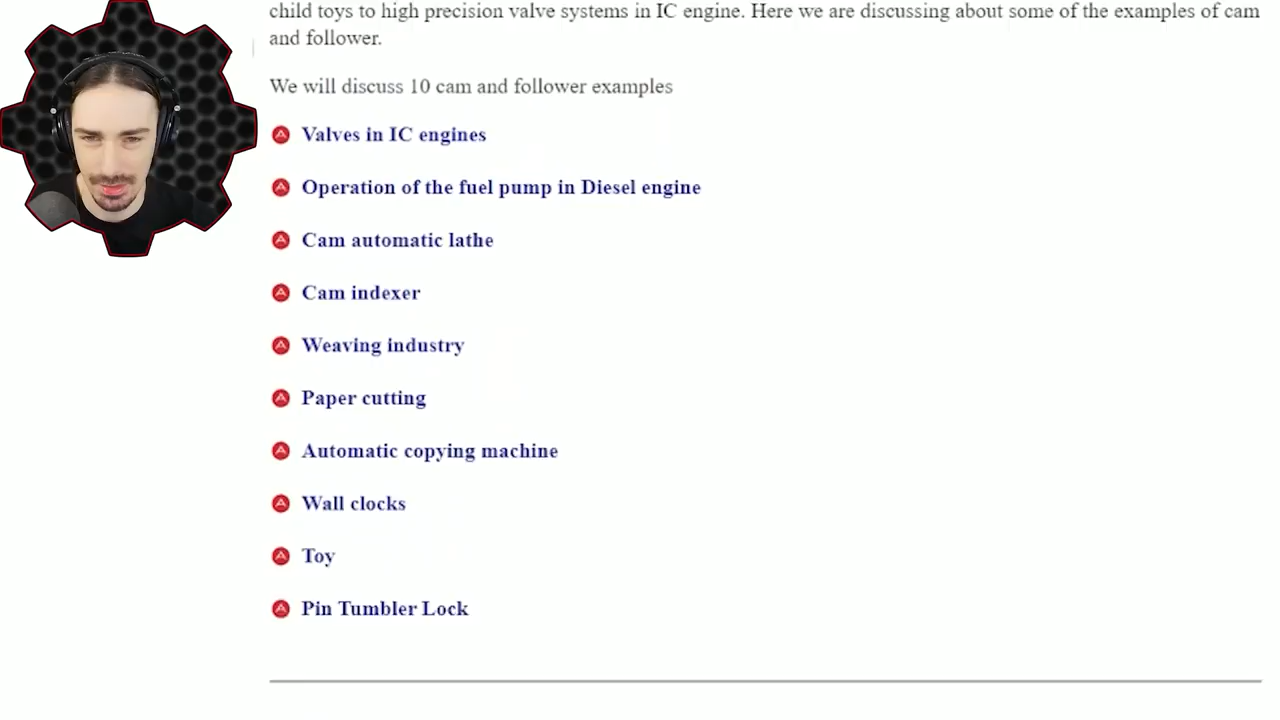 child toys to high precision valve systems in IC engine. Here we are discussing about some of the examples of cam
and follower.
We will discuss 10 cam and follower examples
Valves in IC engines
Operation of the fuel pump in Diesel engine
Cam automatic lathe
Cam indexer
Weaving industry
Paper cutting
Automatic copying machine
Wall clocks
Toy
Pin Tumbler Lock